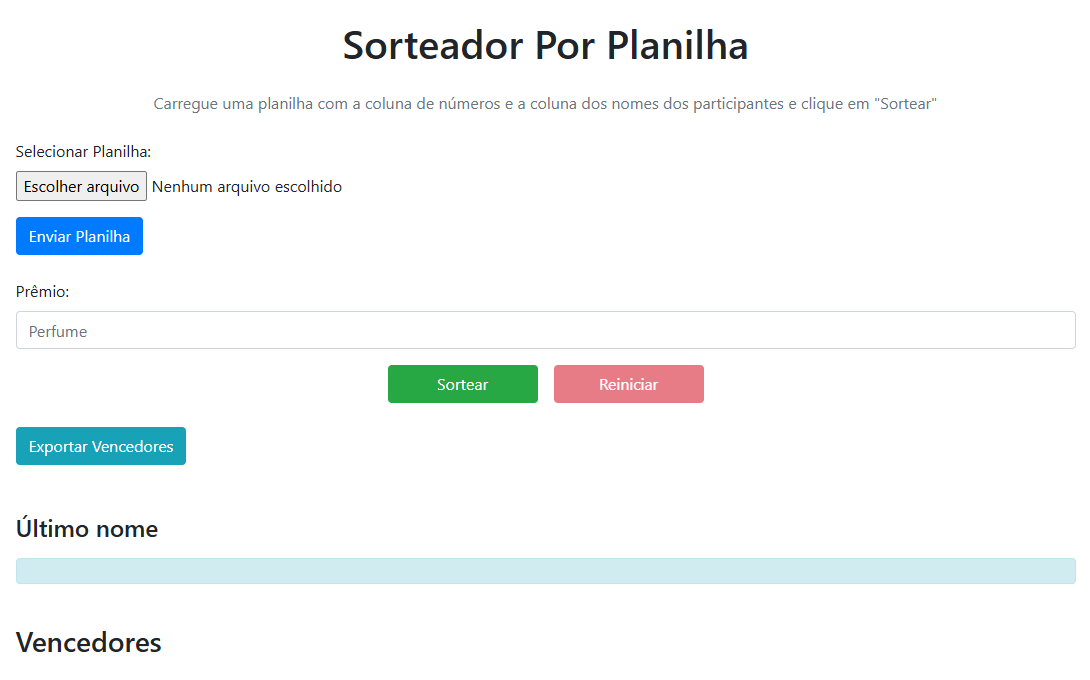 Sorteador Por Planilha
Carregue uma planilha com a coluna de números e a coluna dos nomes dos participantes e clique em "Sortear"
Selecionar Planilha:
Escolher arquivo Nenhum arquivo escolhido
Enviar Planilha
Prêmio:
Perfume
Sortear Reiniciar
Exportar Vencedores
Último nome
Vencedores